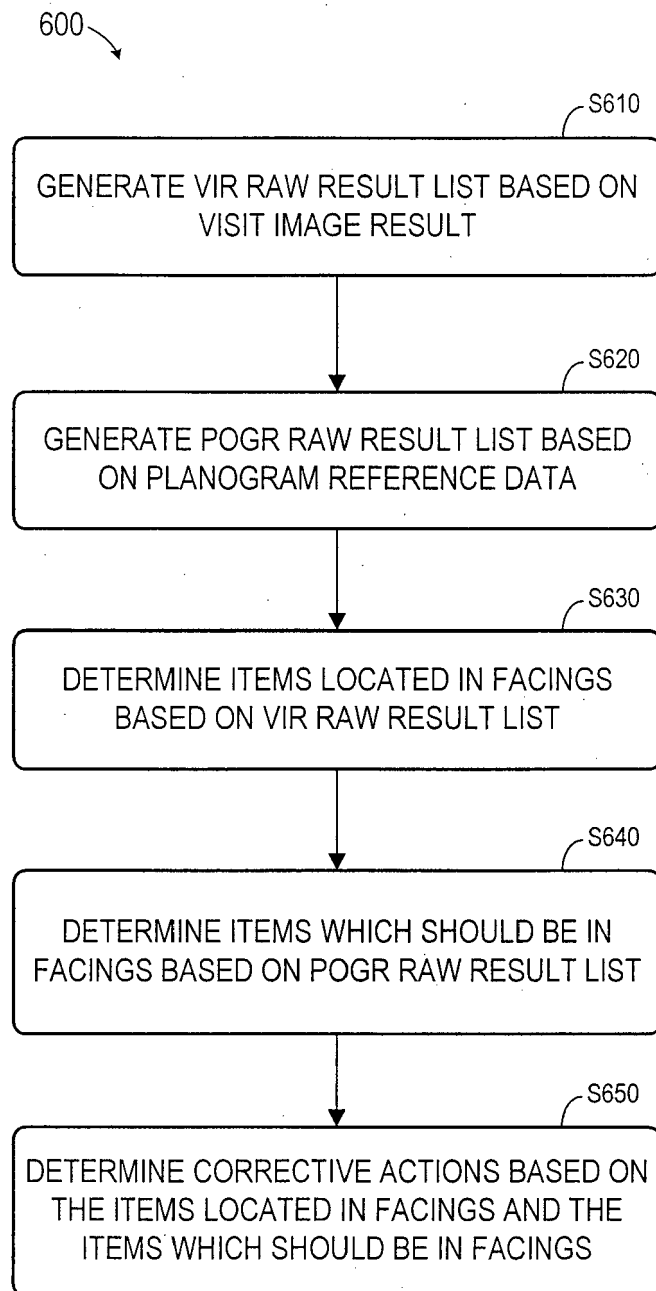 600
S610
GENERATE VIR RAW RESULT LIST BASED ON
VISIT IMAGE RESULT
S620
GENERATE POGR RAW RESULT LIST BASED
ON PLANOGRAM REFERENCE DATA
S630
DETERMINE ITEMS LOCATED IN FACINGS
BASED ON VIR RAW RESULT LIST
S640
DETERMINE ITEMS WHICH SHOULD BE IN
FACINGS BASED ON POGR RAW RESULT LIST
S650
DETERMINE CORRECTIVE ACTIONS BASED ON
THE ITEMS LOCATED IN FACINGS AND THE
ITEMS WHICH SHOULD BE IN FACINGS